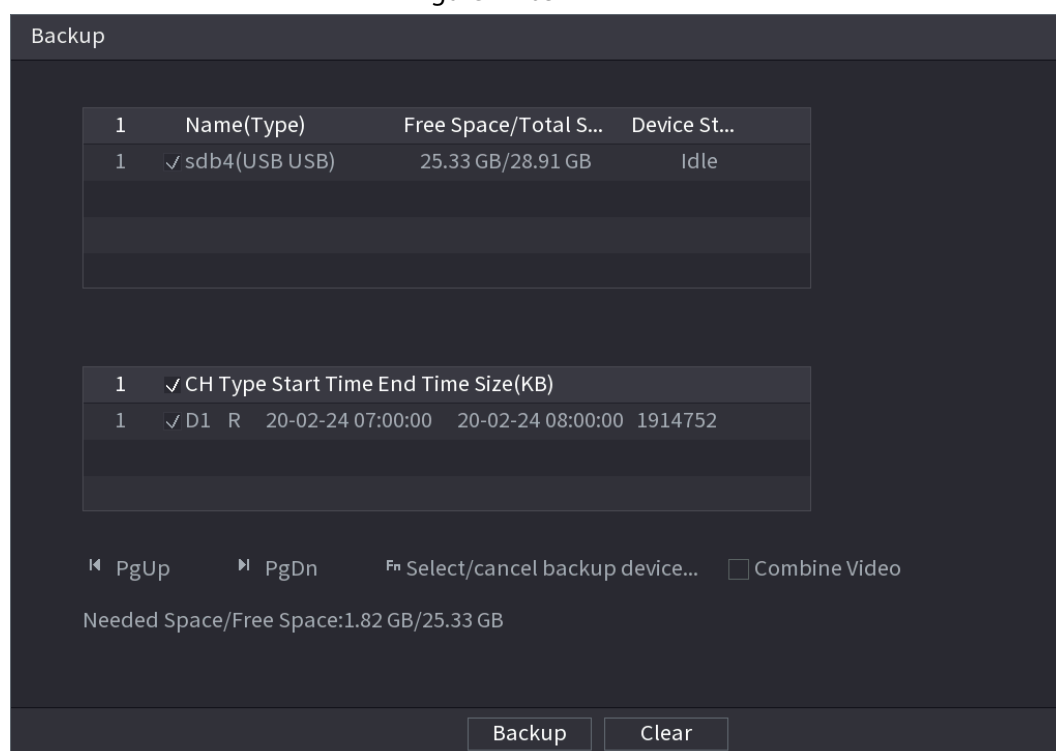 Backup
1 Name(Type) Free Space/Total S... Device St...
1 sdb4(USB USB) 25.33 GB/28.91 GB Idle
1 CH Type Start Time End Time Size(KB)
1 D1 R 20-02-24 07:00:00 20-02-24 08:00:00 1914752
PgUp PgDn Fn Select/cancel backup device... Combine Video
Needed Space/Free Space:1.82 GB/25.33 GB
Backup Clear